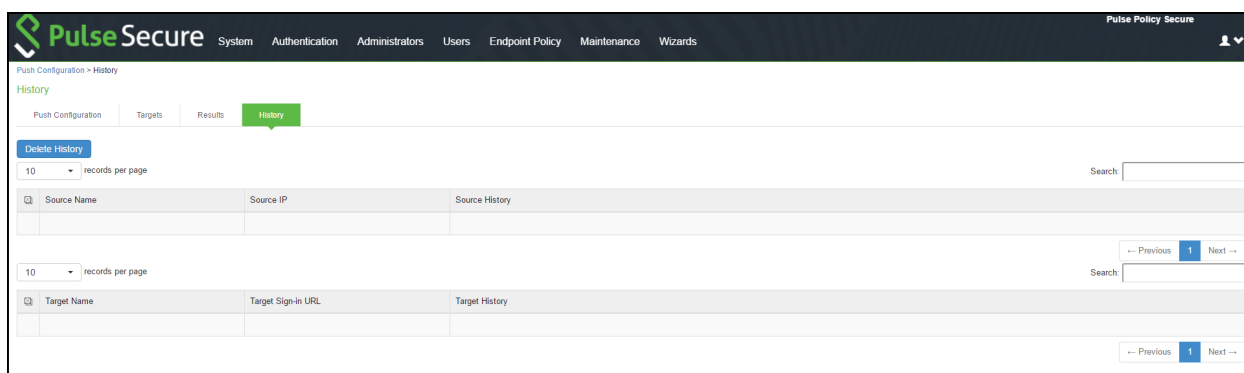 Pulse Policy Secure
Pulse Secure System Authentication Administrators Users Endpoint Policy Maintenance Wizards
Push Configuration > History
History
Push Configuration Targets Results History
Delete History
10 records per page Search:
Source Name Source IP Source History
← Previous 1 Next →
10 records per page Search:
Target Name Target Sign-in URL Target History
← Previous 1 Next →